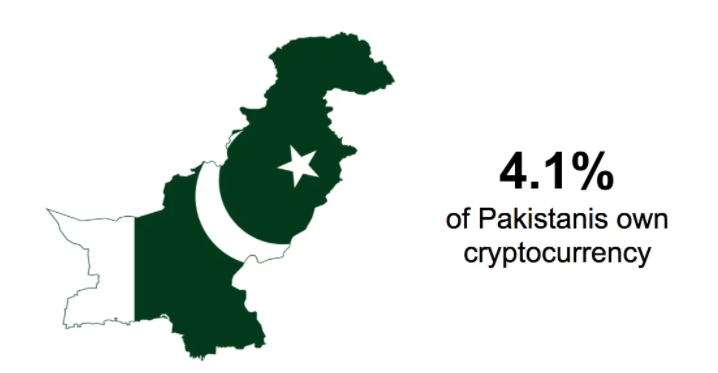 4.1%
of Pakistanis own
cryptocurrency